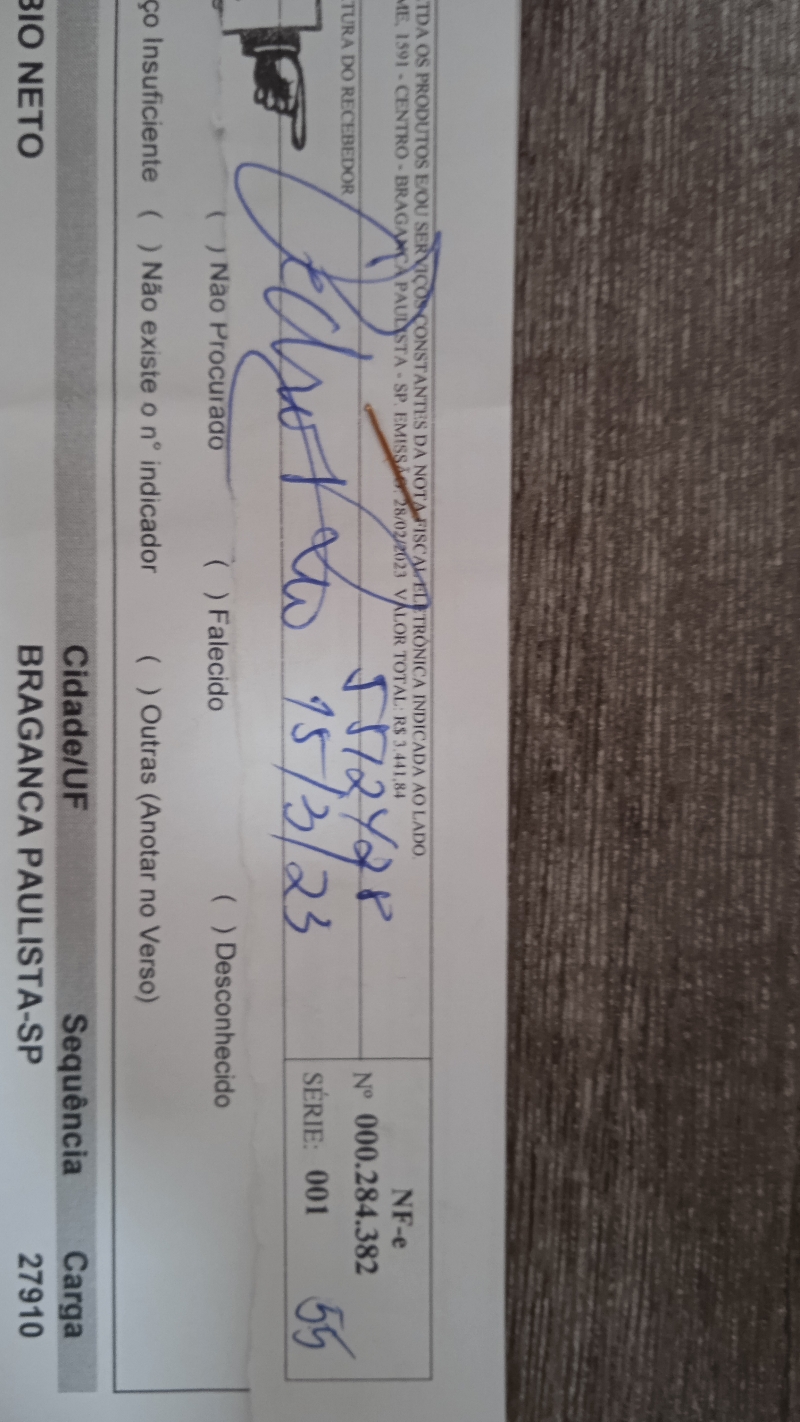 LTDA OS PRODUTOS E/OU SERVIÇOS CONSTANTES DA NOTA FISCAL ELETRÔNICA INDICADA AO LADO.
ME, 1591 - CENTRO - BRAGANÇA PAULISTA - SP. EMISSÃO: 28/02/2023 VALOR TOTAL: R$ 3.441,84
TURA DO RECEBEDOR
15/3/23
NF-e
Nº 000.284.382
SÉRIE: 001
55
( ) Não Procurado ( ) Falecido ( ) Desconhecido
ço Insuficiente ( ) Não existe o nº indicador ( ) Outras (Anotar no Verso)
Cidade/UF Sequência Carga
BIO NETO BRAGANCA PAULISTA-SP 27910